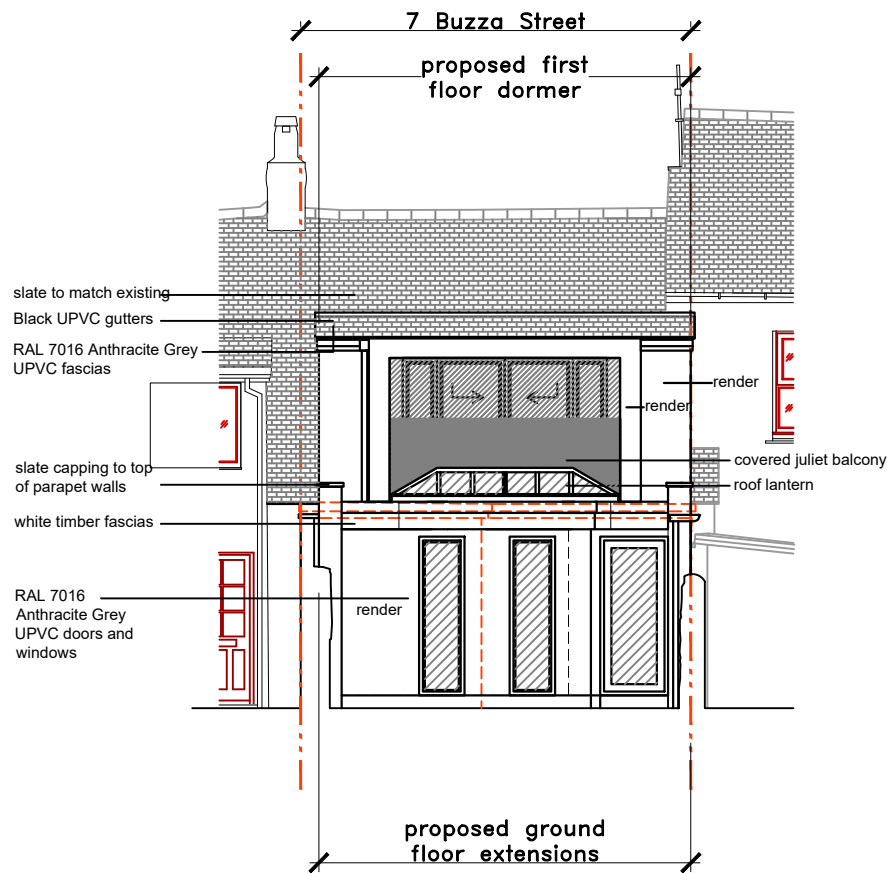 7 Buzza Street
proposed first
floor dormer
slate to match existing
Black UPVC gutters
RAL 7016 Anthracite Grey
UPVC fascias
render
render
covered juliet balcony
slate capping to top
of parapet walls
roof lantern
white timber fascias
RAL 7016
Anthracite Grey
UPVC doors and
windows
render
proposed ground
floor extensions